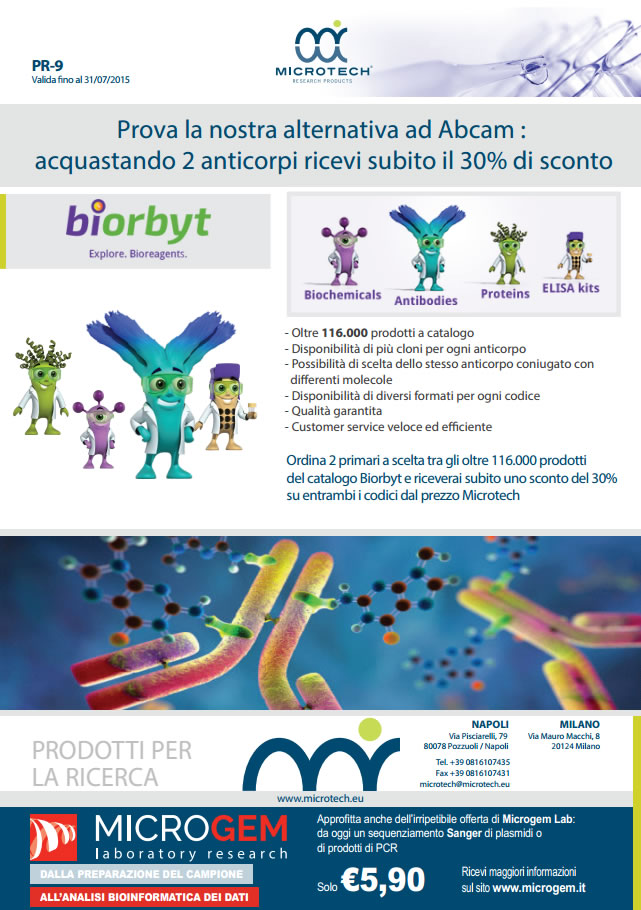 PR-9
Valida fino al 31/07/2015
MICROTECH®
RESEARCH PRODUCTS
Prova la nostra alternativa ad Abcam :
acquastando 2 anticorpi ricevi subito il 30% di sconto
biorbyt
Explore. Bioreagents.
Biochemicals
Antibodies
Proteins
ELISA kits
- Oltre 116.000 prodotti a catalogo
- Disponibilità di più cloni per ogni anticorpo
- Possibilità di scelta dello stesso anticorpo coniugato con
differenti molecole
- Disponibilità di diversi formati per ogni codice
- Qualità garantita
- Customer service veloce ed efficiente
Ordina 2 primari a scelta tra gli oltre 116.000 prodotti
del catalogo Biorbyt e riceverai subito uno sconto del 30%
su entrambi i codici dal prezzo Microtech
PRODOTTI PER
LA RICERCA
www.microtech.eu
NAPOLI
Via Pisciarelli, 79
80078 Pozzuoli / Napoli
Tel. +39 0816107435
Fax +39 0816107431
microtech@microtech.eu
MILANO
Via Mauro Macchi, 8
20124 Milano
MICROGEM
laboratory research
DALLA PREPARAZIONE DEL CAMPIONE
ALL'ANALISI BIOINFORMATICA DEI DATI
Approfitta anche dell'irripetibile offerta di Microgem Lab:
da oggi un sequenziamento Sanger di plasmidi o
di prodotti di PCR
Solo €5,90
Ricevi maggiori informazioni
sul sito www.microgem.it